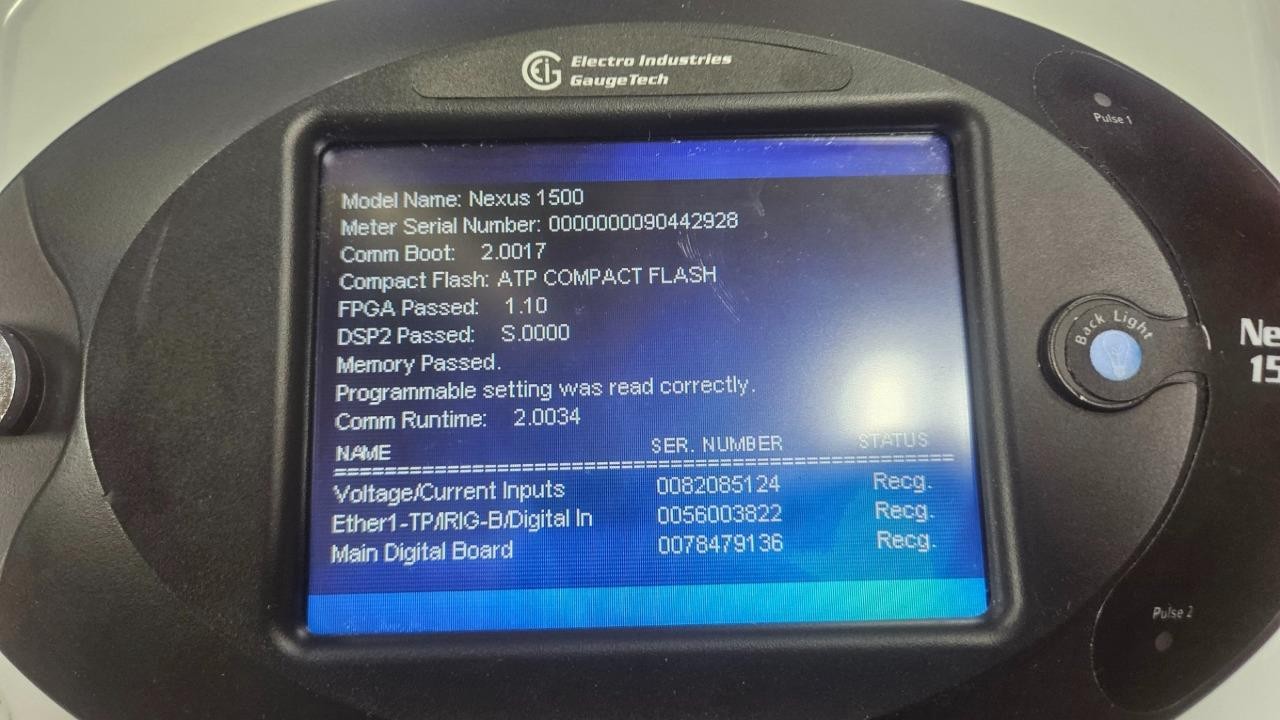 EIG Electro Industries
GaugeTech
Pulse 1
Model Name: Nexus 1500
Meter Serial Number: 0000000090442928
Comm Boot: 2.0017
Compact Flash: ATP COMPACT FLASH
FPGA Passed: 1.10
DSP2 Passed: S.0000
Memory Passed.
Programmable setting was read correctly.
Comm Runtime: 2.0034
NAME SER. NUMBER STATUS
==================================================
Voltage/Current Inputs 0082085124 Recg.
Ether1-TP/IRIG-B/Digital In 0056003822 Recg.
Main Digital Board 0078479136 Recg.
Back Light
Ne
15
Pulse 2